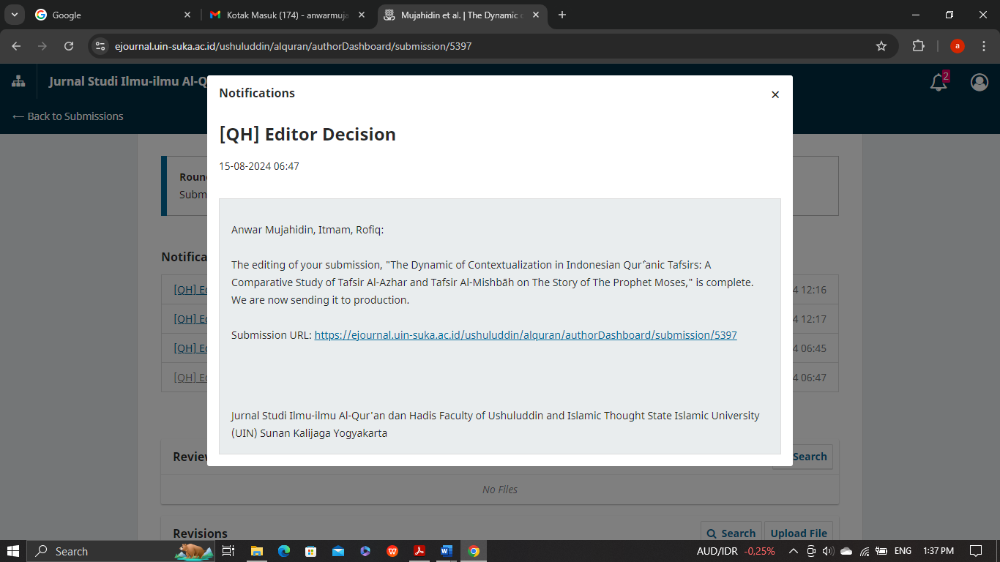 Google
Kotak Masuk (174) - anwarmuja
Mujahidin et al. | The Dynamic
ejournal.uin-suka.ac.id/ushuluddin/alquran/authorDashboard/submission/5397
a
Jurnal Studi Ilmu-ilmu Al-Q
2
← Back to Submissions
Notifications
×
[QH] Editor Decision
15-08-2024 06:47
Roun
Subm
Anwar Mujahidin, Itmam, Rofiq:
The editing of your submission, "The Dynamic of Contextualization in Indonesian Qur’anic Tafsirs: A
Comparative Study of Tafsir Al-Azhar and Tafsir Al-Mishbāh on The Story of The Prophet Moses," is complete.
We are now sending it to production.
Submission URL: https://ejournal.uin-suka.ac.id/ushuluddin/alquran/authorDashboard/submission/5397
Jurnal Studi Ilmu-ilmu Al-Qur'an dan Hadis Faculty of Ushuluddin and Islamic Thought State Islamic University
(UIN) Sunan Kalijaga Yogyakarta
Notifica
[QH] Ed 4 12:16
[QH] Ed 4 12:17
[QH] Ed 4 06:45
[QH] Ed 4 06:47
Review Search
No Files
Revisions Search Upload File
Search
AUD/IDR -0,25% ENG 1:37 PM